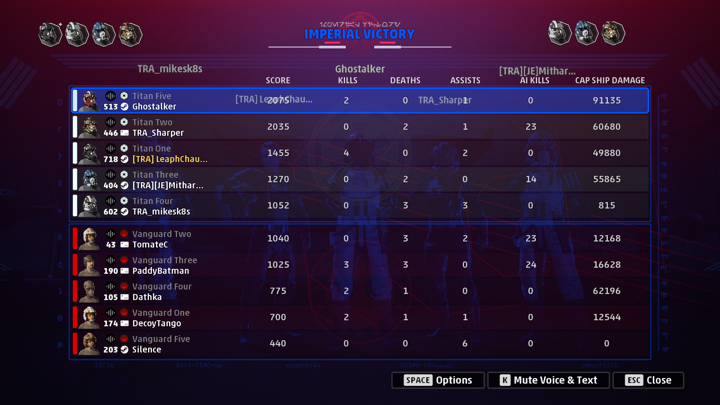 IMPERIAL VICTORY
TRA_mikesk8s
Ghostalker
[TRA][JE]Mithar...
SCORE KILLS DEATHS ASSISTS AI KILLS CAP SHIP DAMAGE
[TRA] LeaphChau...
TRA_Sharper
Titan Five
513 Ghostalker 2075 2 0 1 0 91135
Titan Two
446 TRA_Sharper 2035 0 2 1 23 60680
Titan One
718 [TRA] LeaphChau... 1455 4 0 2 0 49880
Titan Three
404 [TRA][JE]Mithar... 1270 0 2 0 14 55865
Titan Four
602 TRA_mikesk8s 1052 0 3 3 0 815
Vanguard Two
43 TomateC 1040 0 3 2 23 12168
Vanguard Three
190 PaddyBatman 1025 3 3 0 24 16628
Vanguard Four
105 Dathka 775 2 1 0 0 62196
Vanguard One
174 DecoyTango 700 2 1 1 0 12544
Vanguard Five
203 Silence 440 0 0 6 0 0
SPACE Options
K Mute Voice & Text
ESC Close